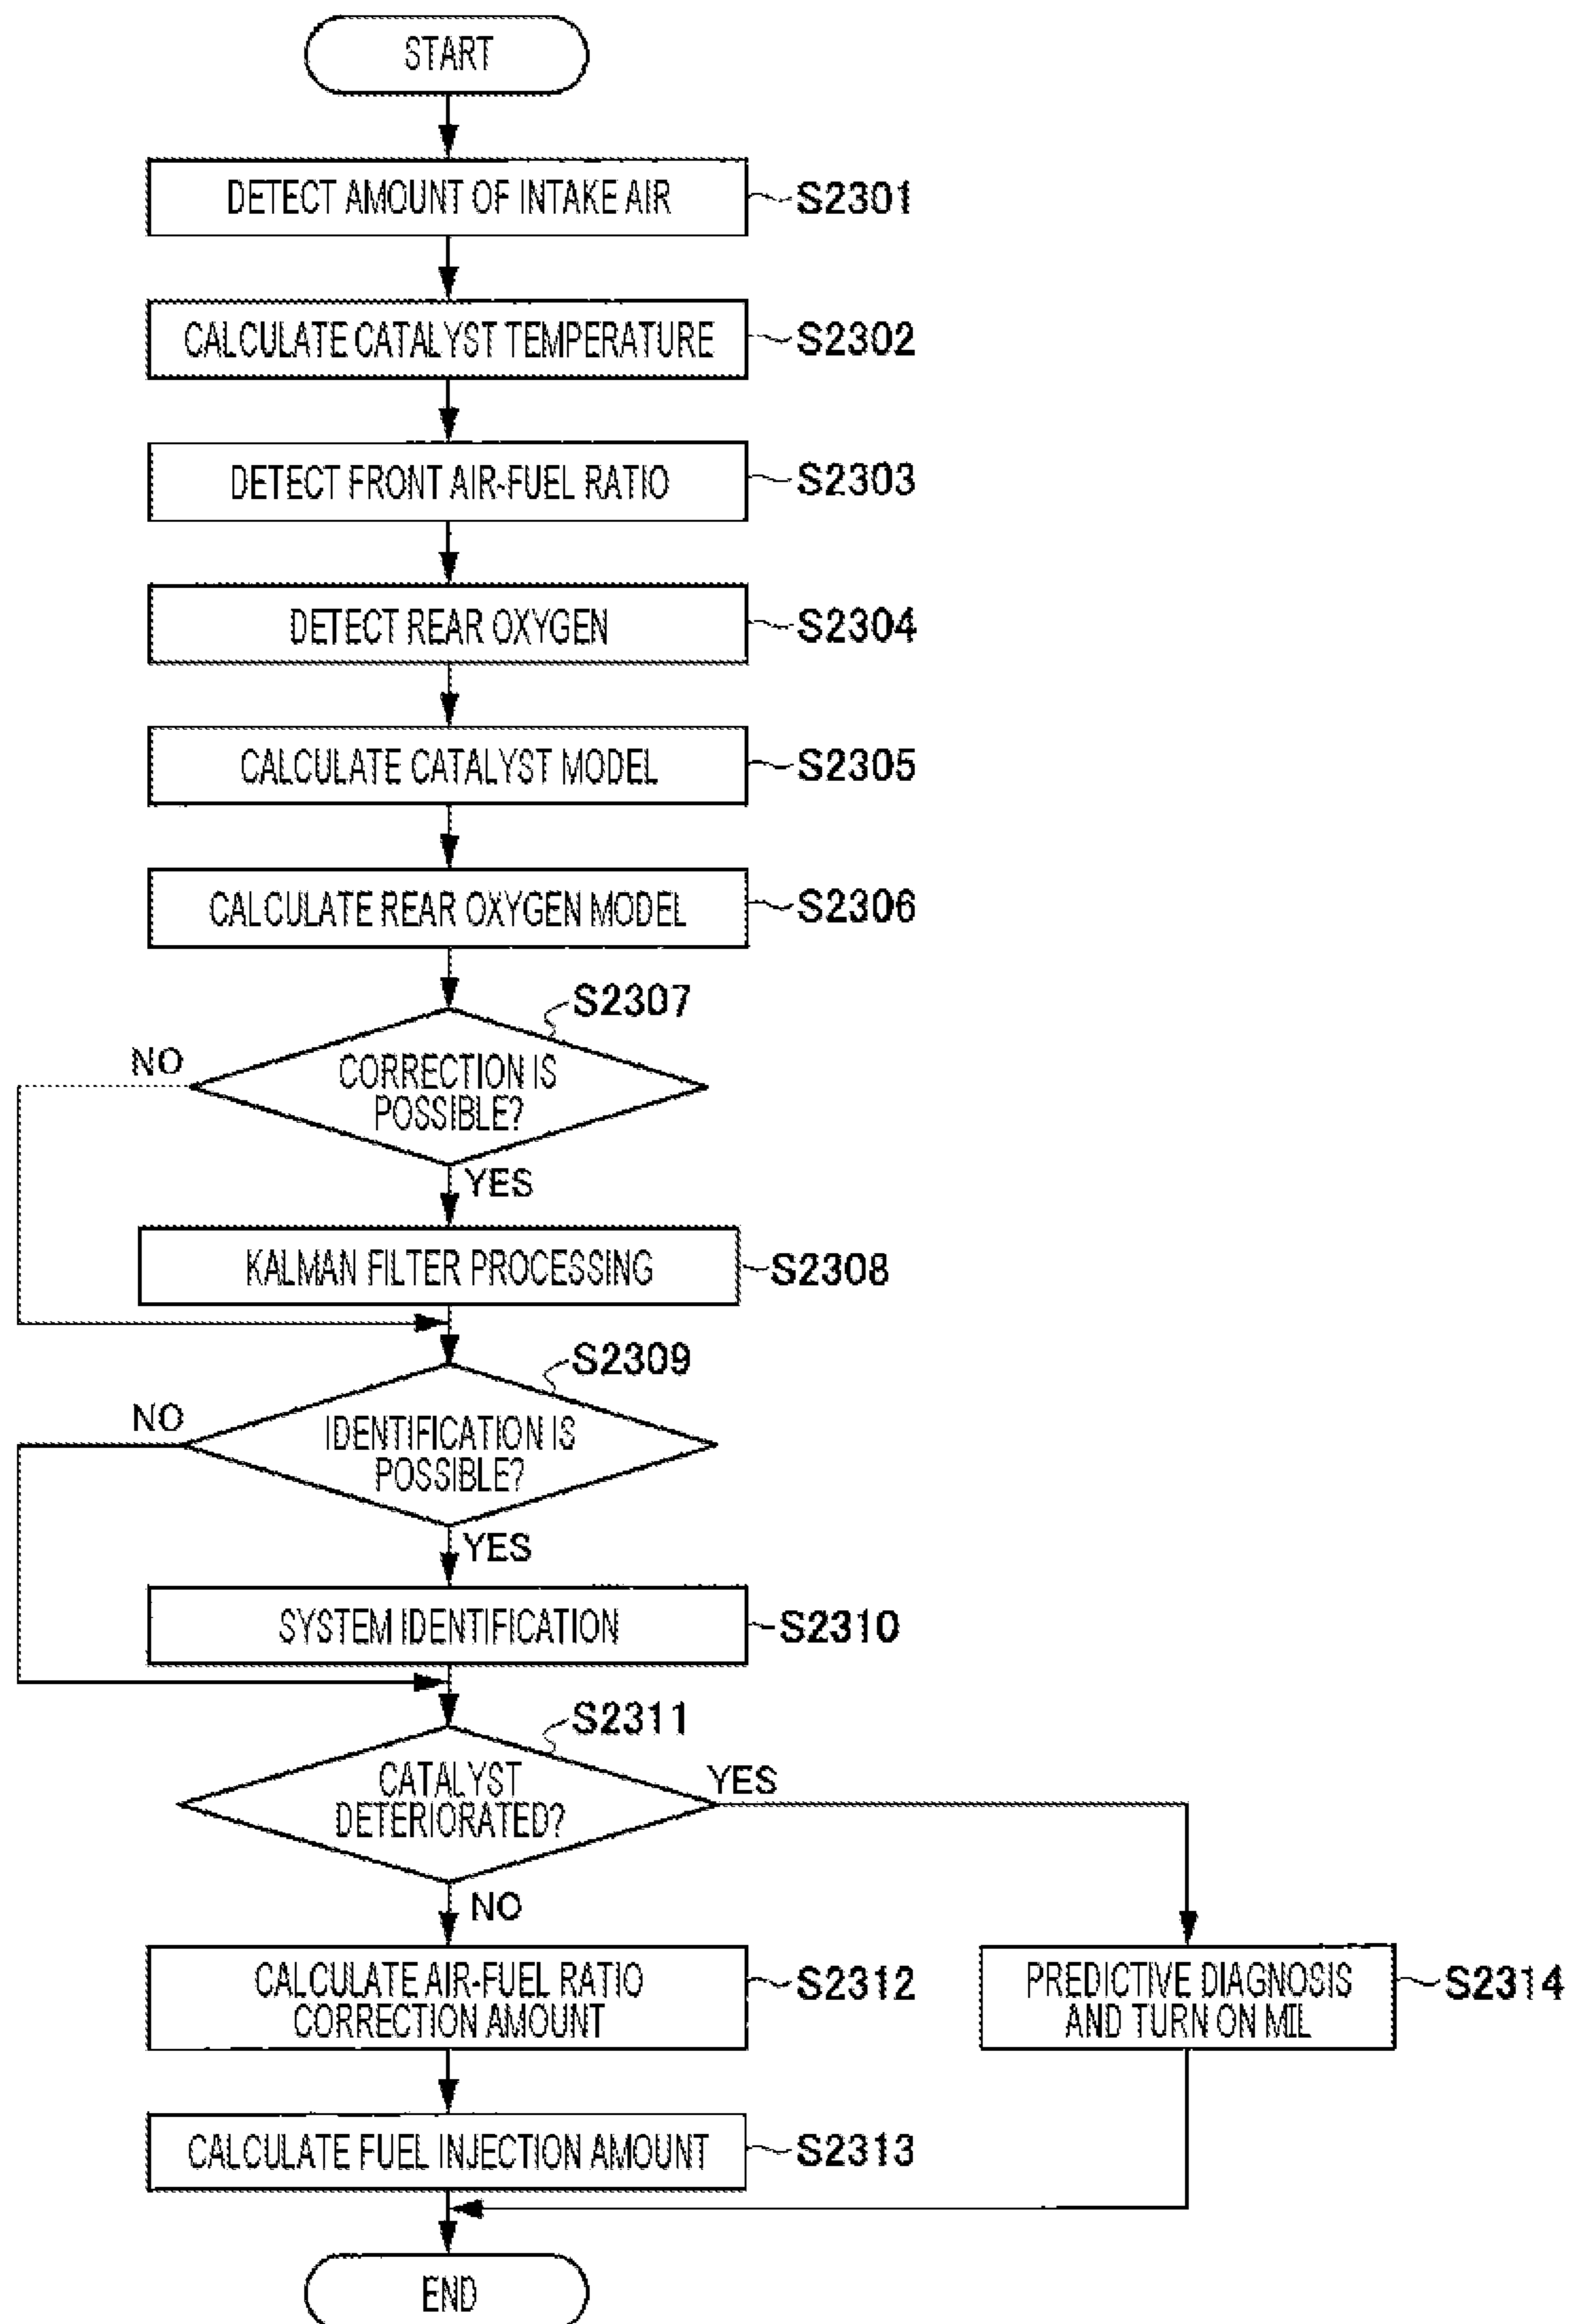 START
DETECT AMOUNT OF INTAKE AIR
S2301
CALCULATE CATALYST TEMPERATURE
S2302
DETECT FRONT AIR-FUEL RATIO
S2303
DETECT REAR OXYGEN
S2304
CALCULATE CATALYST MODEL
S2305
CALCULATE REAR OXYGEN MODEL
S2306
S2307
NO
CORRECTION IS
POSSIBLE?
YES
KALMAN FILTER PROCESSING
S2308
S2309
NO
IDENTIFICATION IS
POSSIBLE?
YES
SYSTEM IDENTIFICATION
S2310
S2311
CATALYST
DETERIORATED?
YES
NO
CALCULATE AIR-FUEL RATIO
CORRECTION AMOUNT
S2312
PREDICTIVE DIAGNOSIS
AND TURN ON MIL
S2314
CALCULATE FUEL INJECTION AMOUNT
S2313
END